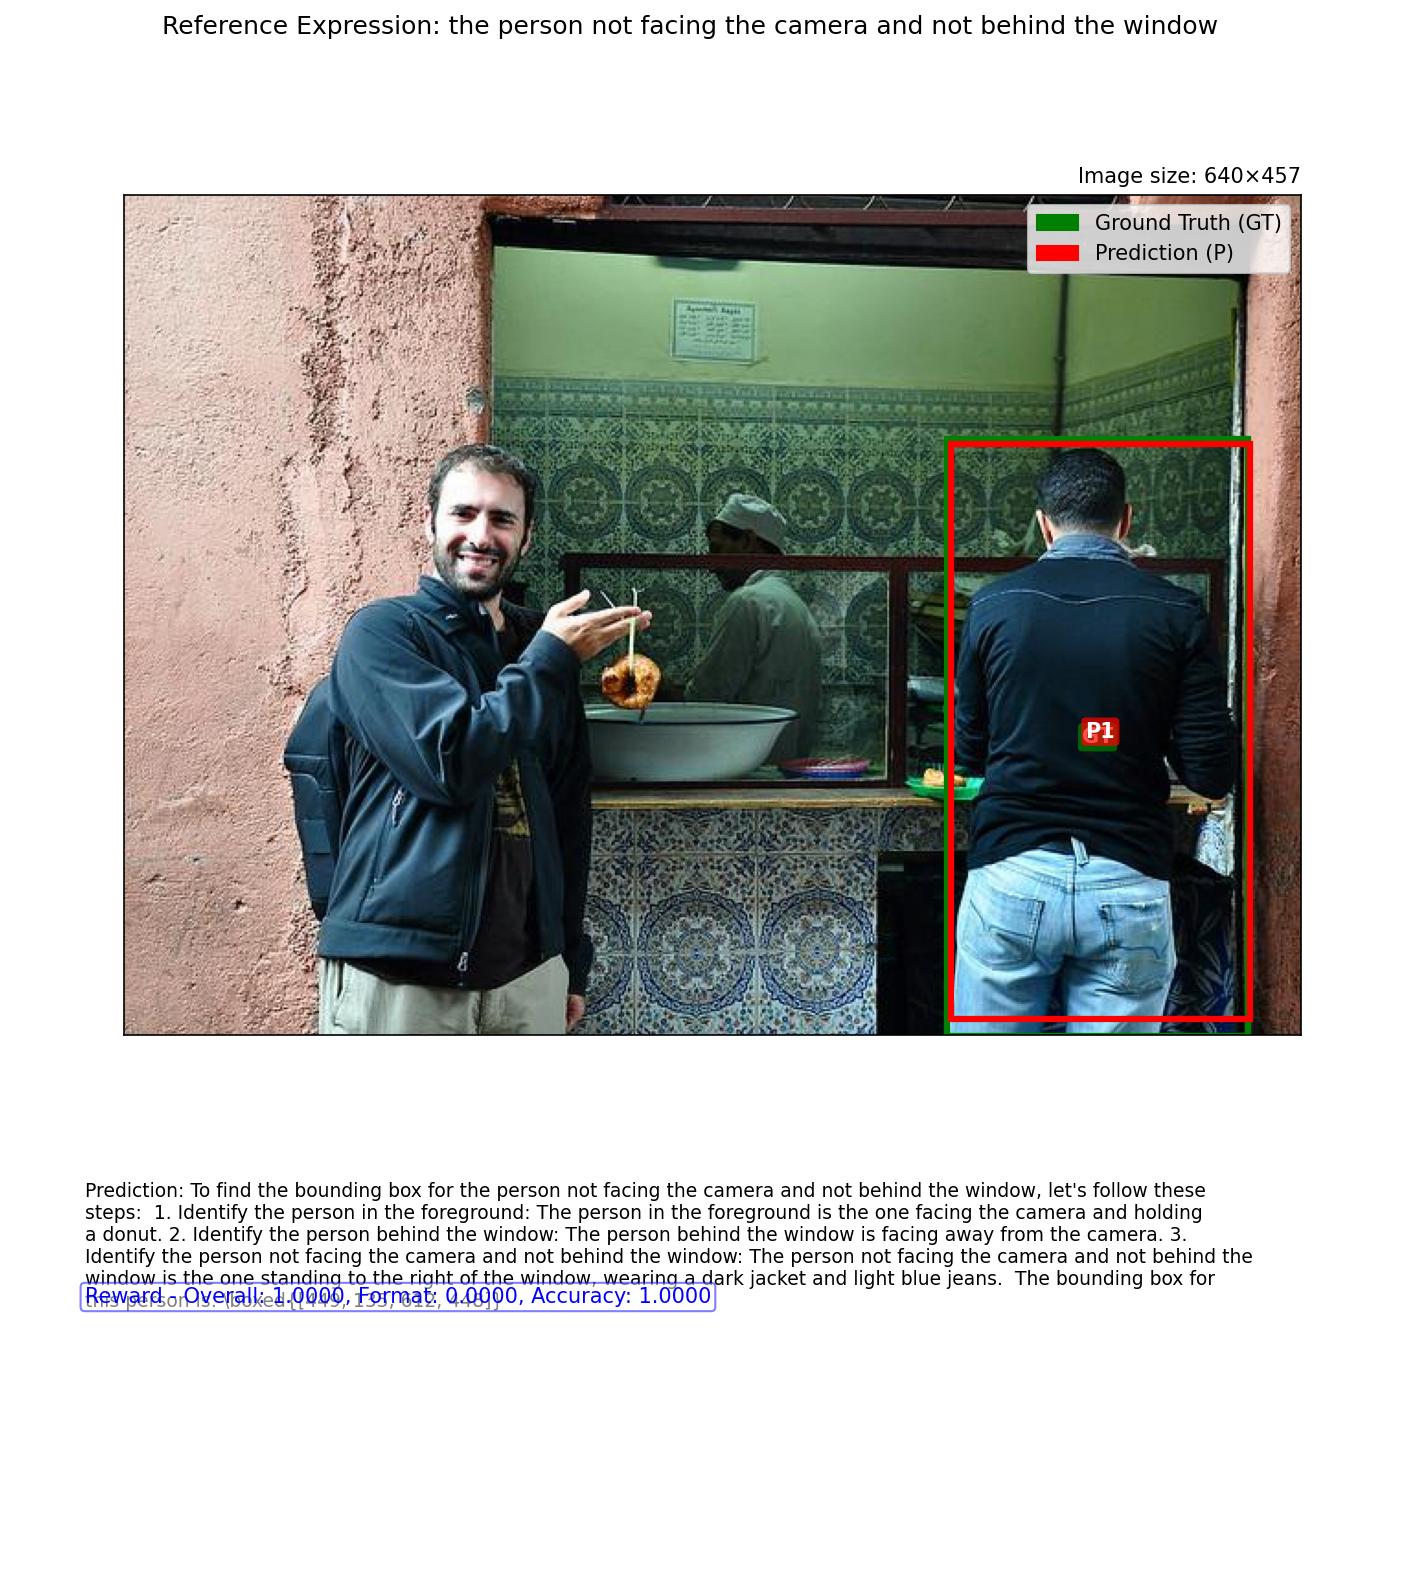 Reference Expression: the person not facing the camera and not behind the window
Image size: 640×457
Ground Truth (GT)
Prediction (P)
P1
Prediction: To find the bounding box for the person not facing the camera and not behind the window, let's follow these
steps:  1. Identify the person in the foreground: The person in the foreground is the one facing the camera and holding
a donut. 2. Identify the person behind the window: The person behind the window is facing away from the camera. 3.
Identify the person not facing the camera and not behind the window: The person not facing the camera and not behind the
window is the one standing to the right of the window, wearing a dark jacket and light blue jeans.  The bounding box for
this person is: \boxed{[449, 135, 612, 448]}
Reward - Overall: 1.0000, Format: 0.0000, Accuracy: 1.0000